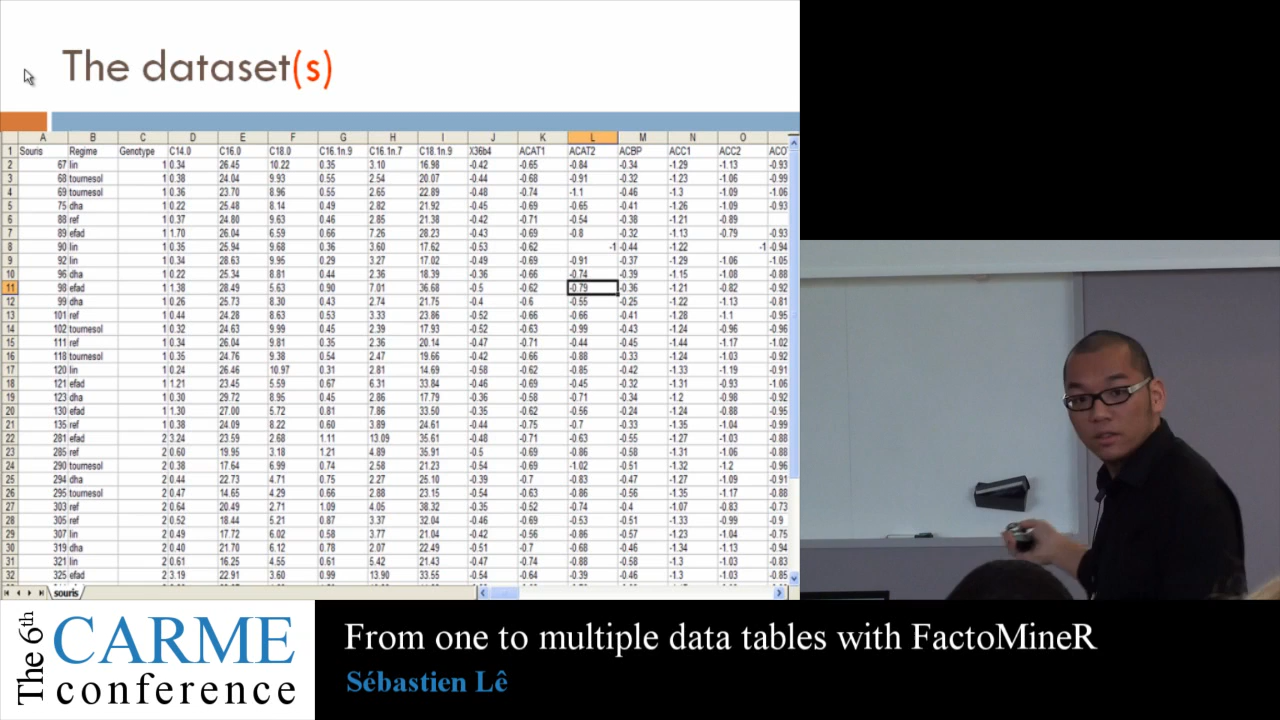 The dataset(s)
A B C D E F G H I J K L M N O
1 Souris Regime Genotype C14.0 C16.0 C18.0 C16.1n.9 C16.1n.7 C18.1n.9 X36b4 ACAT1 ACAT2 ACBP ACC1 ACC2 ACO
2 67 lin 1 0.34 26.45 10.22 0.35 3.10 16.98 -0.42 -0.65 -0.84 -0.34 -1.29 -1.13 -0.93
3 68 tournesol 1 0.38 24.04 9.93 0.55 2.54 20.07 -0.44 -0.68 -0.91 -0.32 -1.23 -1.06 -0.99
4 69 tournesol 1 0.36 23.70 8.96 0.55 2.65 22.89 -0.48 -0.74 -1.1 -0.46 -1.3 -1.09 -1.06
5 75 dha 1 0.22 25.48 8.14 0.49 2.82 21.92 -0.45 -0.69 -0.65 -0.41 -1.26 -1.09 -0.93
6 88 ref 1 0.37 24.80 9.63 0.46 2.85 21.38 -0.42 -0.71 -0.54 -0.38 -1.21 -0.89
7 89 efad 1 1.70 26.04 6.59 0.66 7.26 28.23 -0.43 -0.69 -0.8 -0.32 -1.13 -0.79 -0.93
8 90 lin 1 0.35 25.94 9.68 0.36 3.60 17.62 -0.53 -0.62 -1 -0.44 -1.22 -1 -0.94
9 92 lin 1 0.34 28.63 9.95 0.29 3.27 17.02 -0.49 -0.69 -0.91 -0.37 -1.29 -1.06 -1.05
10 96 dha 1 0.22 25.34 8.81 0.44 2.36 18.39 -0.36 -0.66 -0.74 -0.39 -1.15 -1.08 -0.88
11 98 efad 1 1.38 28.49 5.63 0.90 7.01 36.68 -0.5 -0.62 -0.79 -0.36 -1.21 -0.82 -0.92
12 99 dha 1 0.26 25.73 8.30 0.43 2.74 21.75 -0.4 -0.6 -0.55 -0.25 -1.22 -1.13 -0.81
13 101 ref 1 0.44 24.28 8.63 0.53 3.33 23.86 -0.52 -0.66 -0.66 -0.41 -1.28 -1.1 -0.95
14 102 tournesol 1 0.32 24.63 9.99 0.45 2.39 17.93 -0.52 -0.63 -0.99 -0.43 -1.24 -0.96 -0.96
15 111 ref 1 0.34 26.04 9.81 0.35 2.36 20.14 -0.47 -0.71 -0.44 -0.45 -1.44 -1.17 -1.02
16 118 tournesol 1 0.35 24.76 9.38 0.54 2.47 19.66 -0.42 -0.66 -0.88 -0.33 -1.24 -1.03 -0.92
17 120 lin 1 0.24 26.46 10.97 0.31 2.81 14.69 -0.58 -0.62 -0.85 -0.42 -1.33 -1.19 -0.91
18 121 efad 1 1.21 23.45 5.59 0.67 6.31 33.84 -0.46 -0.69 -0.45 -0.32 -1.31 -0.93 -1.06
19 123 dha 1 0.30 29.72 8.95 0.45 2.86 17.79 -0.36 -0.58 -0.71 -0.34 -1.2 -0.98 -0.92
20 130 efad 1 1.30 27.00 5.72 0.81 7.86 33.50 -0.35 -0.62 -0.56 -0.24 -1.24 -0.88 -0.95
21 135 ref 1 0.38 24.09 8.22 0.60 3.89 24.61 -0.44 -0.75 -0.7 -0.33 -1.35 -1.04 -0.99
22 281 efad 2 3.24 23.59 2.68 1.11 13.09 35.61 -0.48 -0.71 -0.63 -0.55 -1.27 -1.03 -0.88
23 285 ref 2 0.60 19.95 3.18 1.21 4.89 35.91 -0.5 -0.69 -0.86 -0.58 -1.31 -1.06 -0.88
24 290 tournesol 2 0.38 17.64 6.99 0.74 2.58 21.23 -0.54 -0.69 -1.02 -0.51 -1.32 -1.2 -0.96
25 294 dha 2 0.44 22.73 4.71 0.75 2.27 25.10 -0.39 -0.7 -0.83 -0.47 -1.27 -1.09 -0.91
26 295 tournesol 2 0.47 14.65 4.29 0.66 2.88 23.15 -0.54 -0.63 -0.86 -0.56 -1.35 -1.17 -0.88
27 303 ref 2 0.64 20.49 2.71 1.09 4.05 38.32 -0.35 -0.52 -0.74 -0.4 -1.07 -0.83 -0.73
28 305 ref 2 0.52 18.44 5.21 0.87 3.37 32.04 -0.46 -0.69 -0.53 -0.51 -1.33 -0.99 -0.9
29 307 lin 2 0.49 17.72 6.02 0.58 3.77 21.04 -0.42 -0.56 -0.86 -0.57 -1.23 -1.04 -0.75
30 319 dha 2 0.40 21.70 6.12 0.78 2.07 22.49 -0.51 -0.7 -0.68 -0.46 -1.34 -1.13 -0.94
31 321 lin 2 0.61 16.25 4.55 0.61 5.42 21.43 -0.47 -0.74 -0.88 -0.58 -1.3 -1.03 -0.83
32 325 efad 2 3.19 22.91 3.60 0.99 13.90 33.55 -0.54 -0.64 -0.39 -0.46 -1.3 -1.03 -0.85
souris
The 6th CARME conference
From one to multiple data tables with FactoMineR
Sébastien Lê